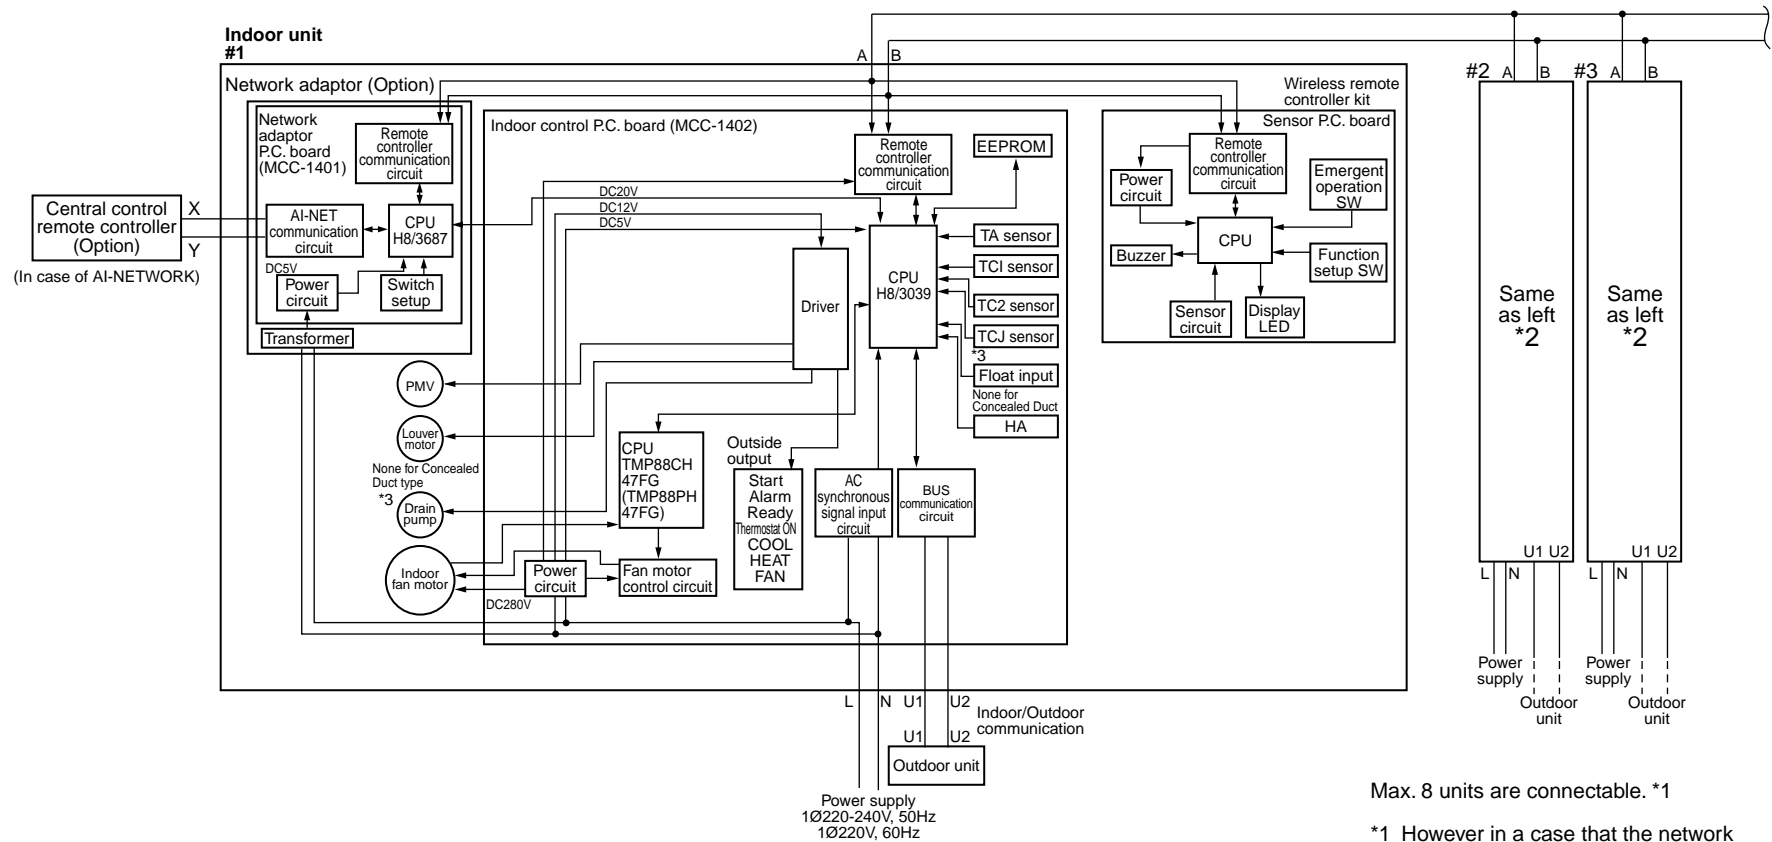 Indoor unit
#1
A
B
Network adaptor (Option)
Wireless remote
controller kit
#2
A
B
#3
A
B
Network
adaptor
P.C. board
(MCC-1401)
Remote
controller
communication
circuit
Indoor control P.C. board (MCC-1402)
Sensor P.C. board
Remote
controller
communication
circuit
EEPROM
Remote
controller
communication
circuit
Power
circuit
Emergent
operation
SW
Central control
remote controller
(Option)
X
Y
(In case of AI-NETWORK)
AI-NET
communication
circuit
CPU
H8/3687
DC20V
DC12V
DC5V
DC5V
Power
circuit
Switch
setup
Transformer
Driver
CPU
H8/3039
TA sensor
TCI sensor
TC2 sensor
TCJ sensor
*3
Float input
None for
Concealed Duct
HA
CPU
Buzzer
Function
setup SW
Sensor
circuit
Display
LED
Same
as left
*2
Same
as left
*2
PMV
Louver
motor
None for Concealed
Duct type
*3
Drain
pump
Indoor
fan motor
CPU
TMP88CH
47FG
(TMP88PH
47FG)
Outside
output
Start
Alarm
Ready
Thermostat ON
COOL
HEAT
FAN
AC
synchronous
signal input
circuit
BUS
communication
circuit
Power
circuit
Fan motor
control circuit
DC280V
U1 U2
L
N
U1 U2
L
N
Power
supply
Outdoor
unit
Power
supply
Outdoor
unit
L
N
U1
U2
Indoor/Outdoor
communication
U1
U2
Outdoor unit
Power supply
1Ø220-240V, 50Hz
1Ø220V, 60Hz
Max. 8 units are connectable. *1
*1 However in a case that the network